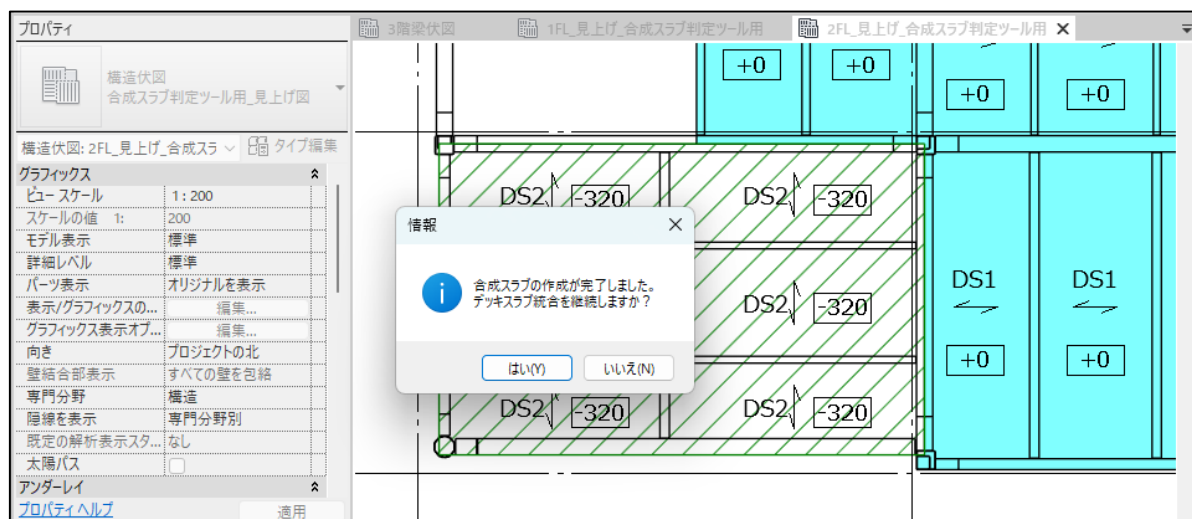 プロパティ
構造伏図
合成スラブ判定ツール用_見上げ図
構造伏図: 2FL_見上げ_合成スラ
タイプ編集
グラフィックス
ビュー スケール 1 : 200
スケールの値 1: 200
モデル表示 標準
詳細レベル 標準
パーツ表示 オリジナルを表示
表示/グラフィックスの... 編集...
グラフィックス表示オプ... 編集...
向き プロジェクトの北
壁結合部表示 すべての壁を包絡
専門分野 構造
隠線を表示 専門分野別
既定の解析表示スタ... なし
太陽パス
アンダーレイ
プロパティ ヘルプ 適用
3階梁伏図 1FL_見上げ_合成スラブ判定ツール用 2FL_見上げ_合成スラブ判定ツール用
+0 +0
+0 +0
DS2 -320 DS2 -320
情報
合成スラブの作成が完了しました。
デッキスラブ統合を継続しますか？
はい(Y) いいえ(N)
DS2 -320
DS2 -320 DS2 -320
DS1 DS1
+0 +0